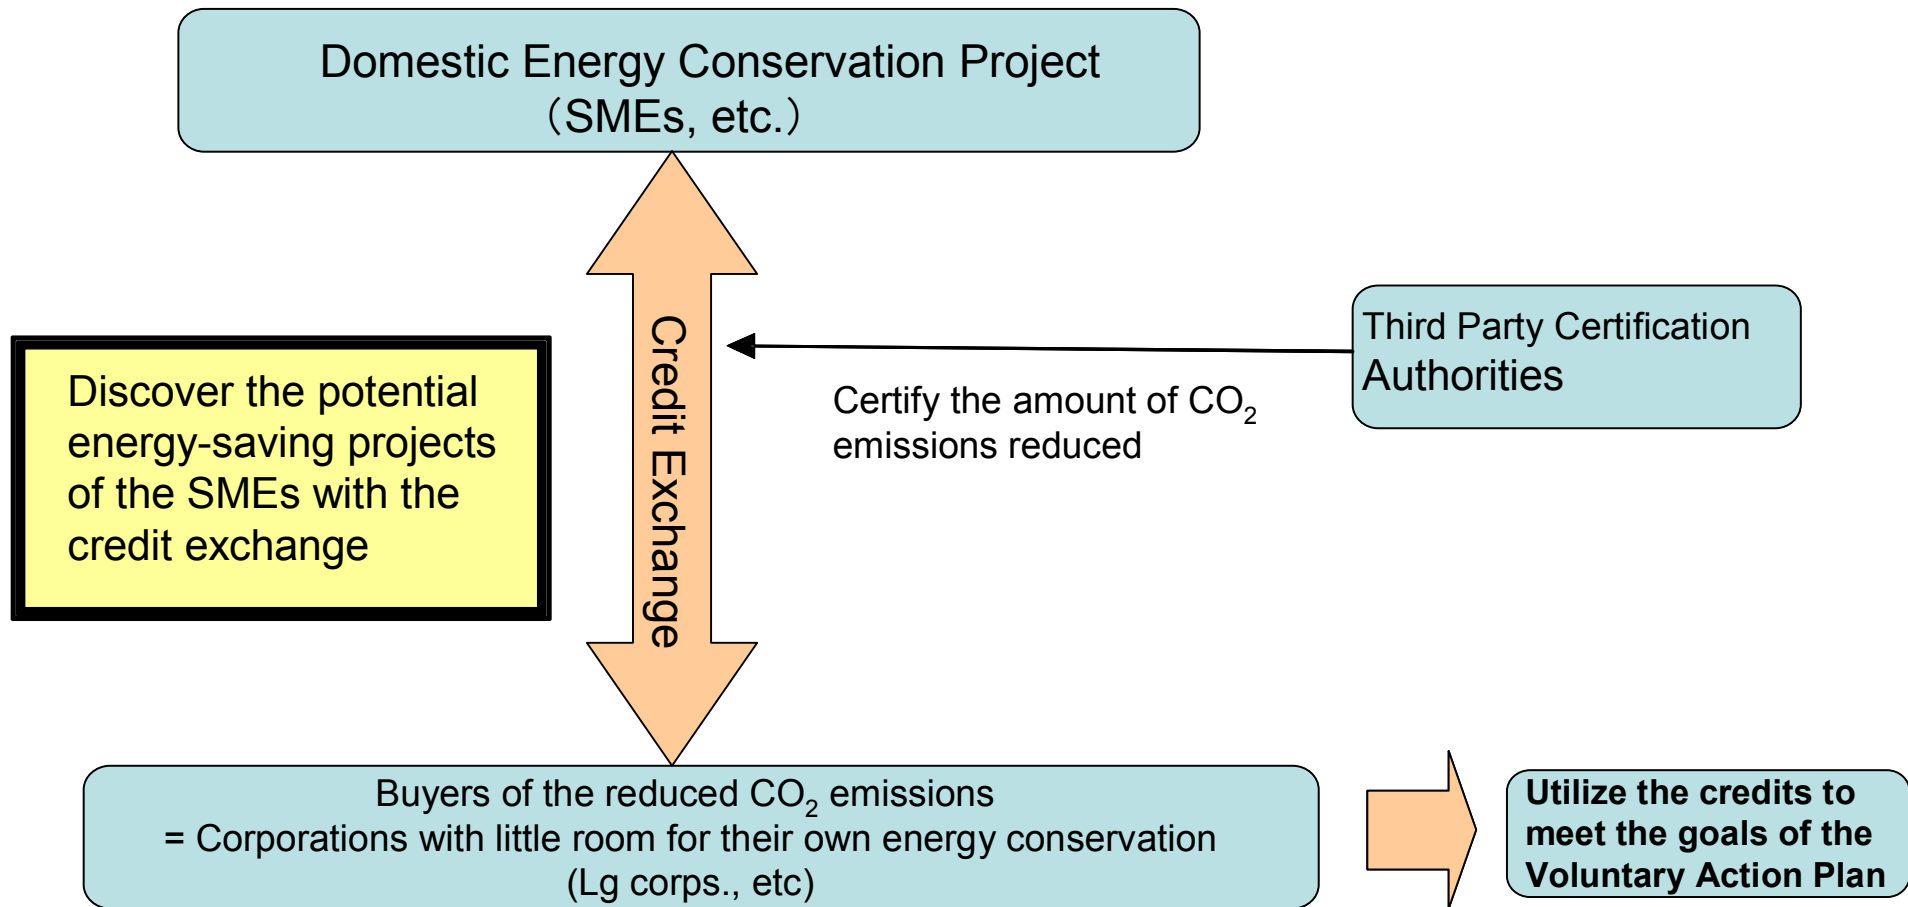 Domestic Energy Conservation Project
（SMEs, etc.）
Credit Exchange
Third Party Certification
Authorities
Discover the potential
energy-saving projects
of the SMEs with the
credit exchange
Certify the amount of CO₂
emissions reduced
Buyers of the reduced CO₂ emissions
= Corporations with little room for their own energy conservation
(Lg corps., etc)
Utilize the credits to
meet the goals of the
Voluntary Action Plan